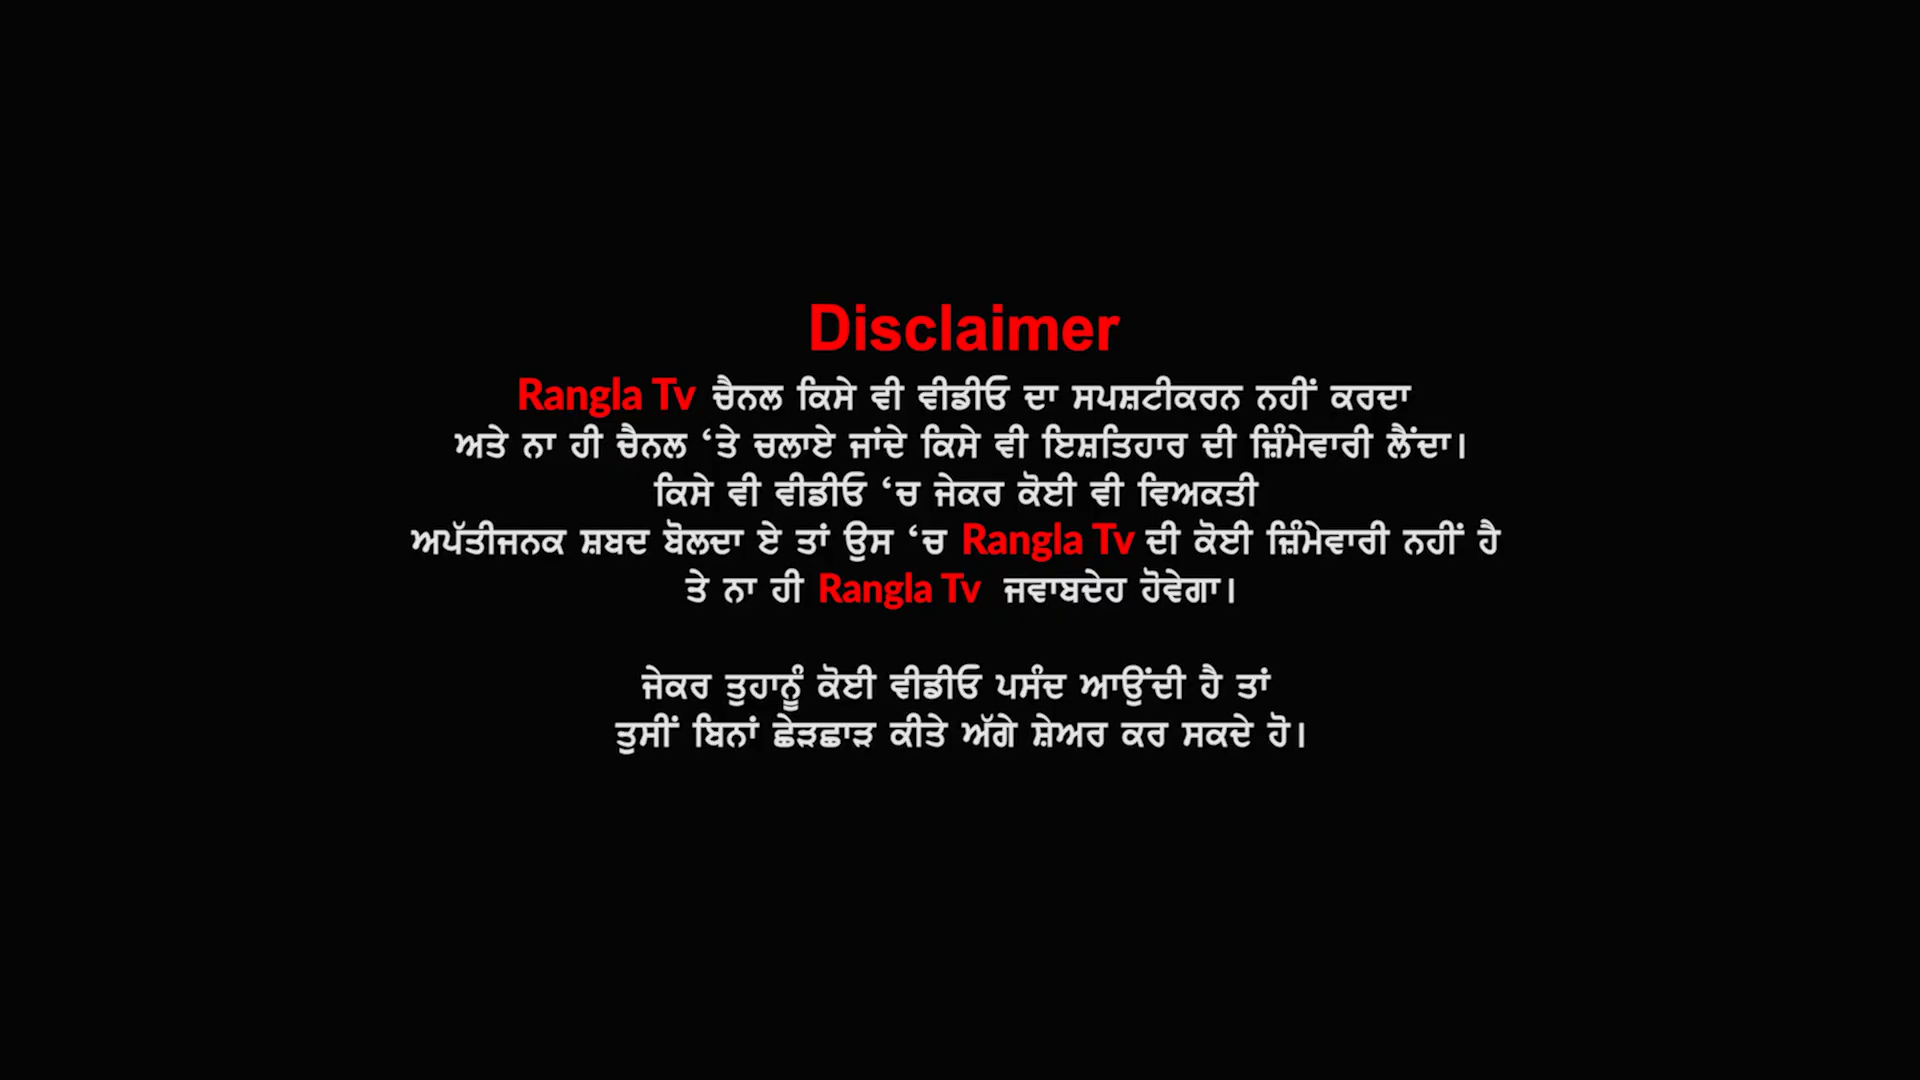 Disclaimer
Rangla Tv ਚੈਨਲ ਕਿਸੇ ਵੀ ਵੀਡੀਓ ਦਾ ਸਪਸ਼ਟੀਕਰਨ ਨਹੀਂ ਕਰਦਾ
ਅਤੇ ਨਾ ਹੀ ਚੈਨਲ ‘ਤੇ ਚਲਾਏ ਜਾਂਦੇ ਕਿਸੇ ਵੀ ਇਸ਼ਤਿਹਾਰ ਦੀ ਜ਼ਿੰਮੇਵਾਰੀ ਲੈਂਦਾ।
ਕਿਸੇ ਵੀ ਵੀਡੀਓ ‘ਚ ਜੇਕਰ ਕੋਈ ਵੀ ਵਿਅਕਤੀ
ਅਪੱਤੀਜਨਕ ਸ਼ਬਦ ਬੋਲਦਾ ਏ ਤਾਂ ਉਸ ‘ਚ Rangla Tv ਦੀ ਕੋਈ ਜ਼ਿੰਮੇਵਾਰੀ ਨਹੀਂ ਹੈ
ਤੇ ਨਾ ਹੀ Rangla Tv ਜਵਾਬਦੇਹ ਹੋਵੇਗਾ।
ਜੇਕਰ ਤੁਹਾਨੂੰ ਕੋਈ ਵੀਡੀਓ ਪਸੰਦ ਆਉਂਦੀ ਹੈ ਤਾਂ
ਤੁਸੀਂ ਬਿਨਾਂ ਛੇੜਛਾੜ ਕੀਤੇ ਅੱਗੇ ਸ਼ੇਅਰ ਕਰ ਸਕਦੇ ਹੋ।